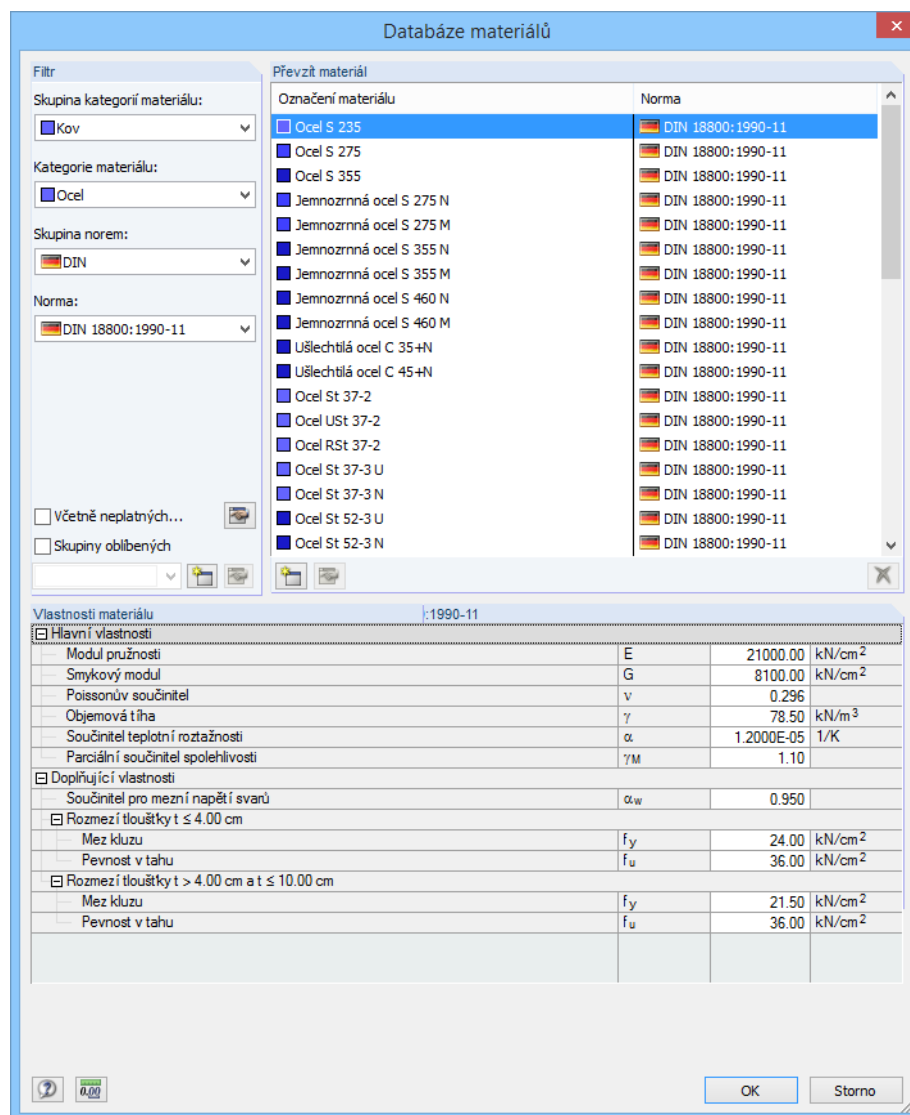 Databáze materiálů
Filtr
Skupina kategorií materiálu:
Kov
Kategorie materiálu:
Ocel
Skupina norem:
DIN
Norma:
DIN 18800:1990-11
Včetně neplatných...
Skupiny oblíbených
Převzít materiál
Označení materiálu Norma
Ocel S 235 DIN 18800:1990-11
Ocel S 275 DIN 18800:1990-11
Ocel S 355 DIN 18800:1990-11
Jemnozrnná ocel S 275 N DIN 18800:1990-11
Jemnozrnná ocel S 275 M DIN 18800:1990-11
Jemnozrnná ocel S 355 N DIN 18800:1990-11
Jemnozrnná ocel S 355 M DIN 18800:1990-11
Jemnozrnná ocel S 460 N DIN 18800:1990-11
Jemnozrnná ocel S 460 M DIN 18800:1990-11
Ušlechtilá ocel C 35+N DIN 18800:1990-11
Ušlechtilá ocel C 45+N DIN 18800:1990-11
Ocel St 37-2 DIN 18800:1990-11
Ocel USt 37-2 DIN 18800:1990-11
Ocel RSt 37-2 DIN 18800:1990-11
Ocel St 37-3 U DIN 18800:1990-11
Ocel St 37-3 N DIN 18800:1990-11
Ocel St 52-3 U DIN 18800:1990-11
Ocel St 52-3 N DIN 18800:1990-11
Vlastnosti materiálu :1990-11
Hlavní vlastnosti
Modul pružnosti E 21000.00 kN/cm²
Smykový modul G 8100.00 kN/cm²
Poissonův součinitel ν 0.296
Objemová tíha γ 78.50 kN/m³
Součinitel teplotní roztažnosti α 1.2000E-05 1/K
Parciální součinitel spolehlivosti γM 1.10
Doplňující vlastnosti
Součinitel pro mezní napětí svarů αw 0.950
Rozmezí tloušťky t ≤ 4.00 cm
Mez kluzu fy 24.00 kN/cm²
Pevnost v tahu fu 36.00 kN/cm²
Rozmezí tloušťky t > 4.00 cm a t ≤ 10.00 cm
Mez kluzu fy 21.50 kN/cm²
Pevnost v tahu fu 36.00 kN/cm²
0.00
OK Storno